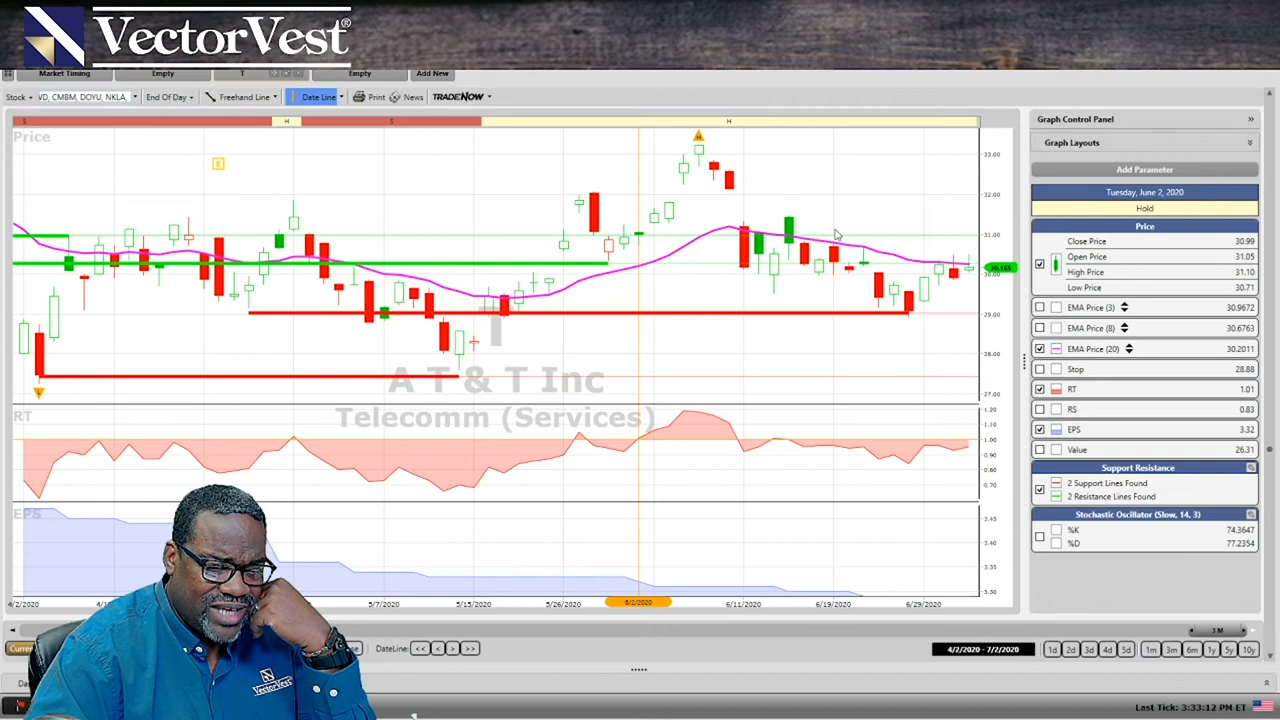 VectorVest®
Market Timing Empty T Empty Add New
Stock VD, CMBM, DOYU, NKLA, End Of Day Freehand Line Date Line Print News TRADENOW
S H S H
Price
E
H
33.00
32.00
31.00
30.165
30.00
29.00
28.00
27.00
T
A T & T Inc
Telecomm (Services)
RT
1.20
1.10
1.00
0.90
0.80
0.70
EPS
3.45
3.40
3.35
3.30
4/2/2020 5/7/2020 5/15/2020 5/28/2020 6/2/2020 6/11/2020 6/19/2020 6/29/2020
3 M
DateLine: << < > >>
4/2/2020 - 7/2/2020 1d 2d 3d 4d 5d 1m 3m 6m 1y 5y 10y
Graph Control Panel
Graph Layouts
Add Parameter
Tuesday, June 2, 2020
Hold
Price
Close Price 30.99
Open Price 31.05
High Price 31.10
Low Price 30.71
EMA Price (3) 30.9672
EMA Price (8) 30.6763
EMA Price (20) 30.2011
Stop 28.88
RT 1.01
RS 0.83
EPS 3.32
Value 26.31
Support Resistance
2 Support Lines Found
2 Resistance Lines Found
Stochastic Oscillator (Slow, 14, 3)
%K 74.3647
%D 77.2354
VectorVest
Last Tick: 3:33:12 PM ET